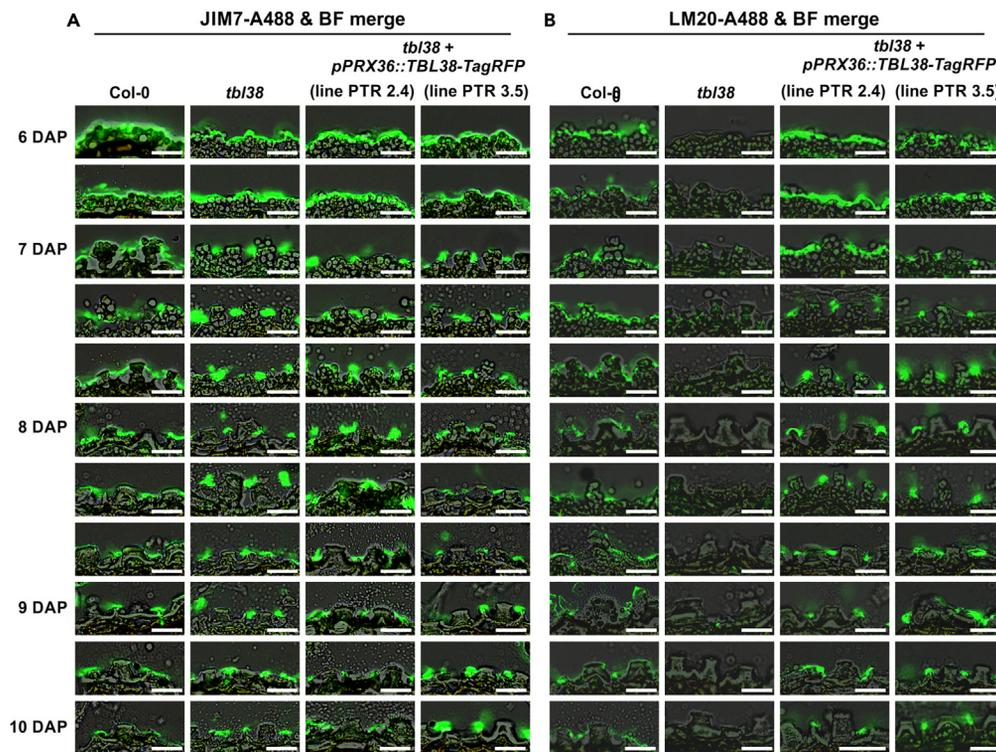 A JIM7-A488 & BF merge
tbl38 +
pPRX36::TBL38-TagRFP
Col-0 tbl38 (line PTR 2.4) (line PTR 3.5)
B LM20-A488 & BF merge
tbl38 +
pPRX36::TBL38-TagRFP
Col-θ tbl38 (line PTR 2.4) (line PTR 3.5)
6 DAP
7 DAP
8 DAP
9 DAP
10 DAP